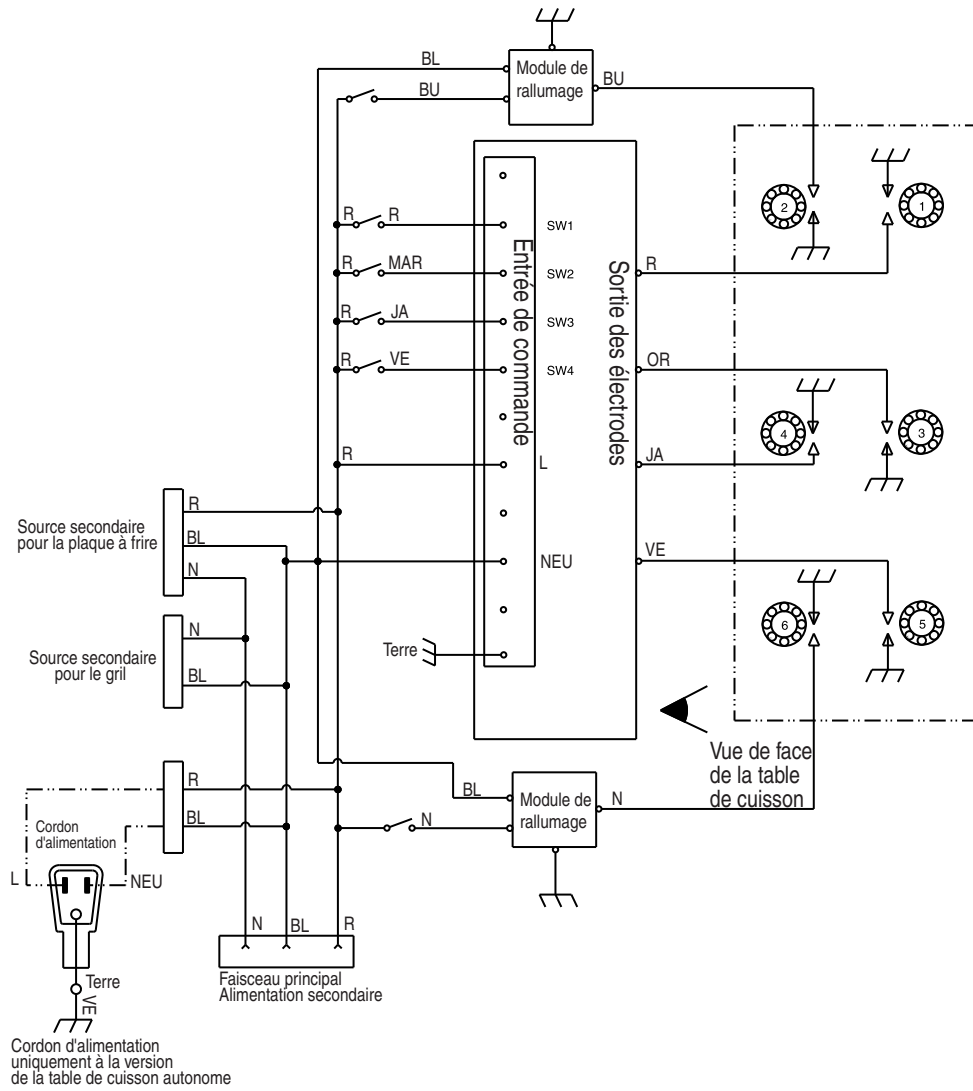 BL
Module de
rallumage
BU
BU
2
1
R
R
SW1
R
MAR
SW2
R
R
JA
SW3
R
VE
SW4
OR
Entrée de commande
Sortie des électrodes
4
3
R
L
JA
R
Source secondaire
pour la plaque à frire
BL
N
NEU
VE
N
Source secondaire
pour le gril
BL
6
5
Terre
Vue de face
de la table
de cuisson
R
BL
Module de
rallumage
N
BL
N
Cordon
d'alimentation
L
NEU
N
BL
R
Faisceau principal
Alimentation secondaire
Terre
VE
Cordon d'alimentation
uniquement à la version
de la table de cuisson autonome